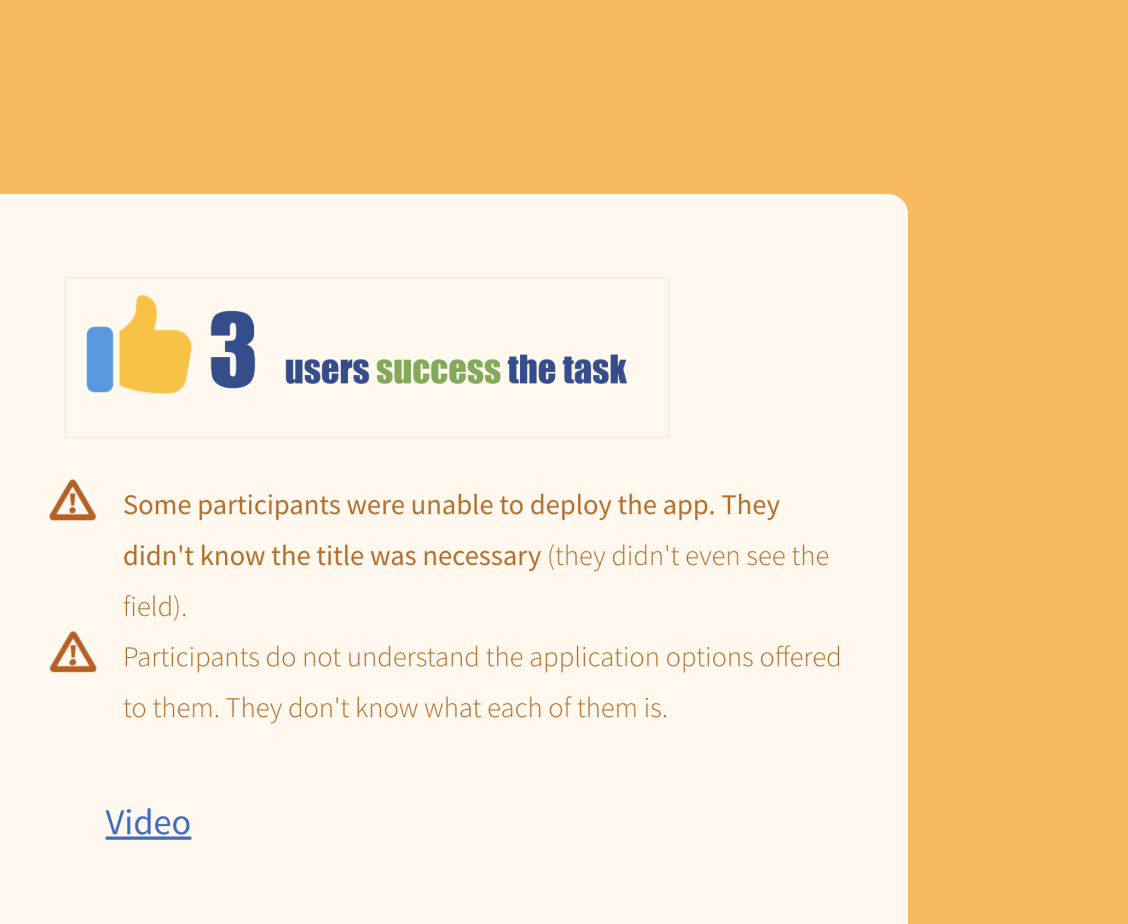 3 users success the task
Some participants were unable to deploy the app. They
didn't know the title was necessary (they didn't even see the
field).
Participants do not understand the application options offered
to them. They don't know what each of them is.
Video